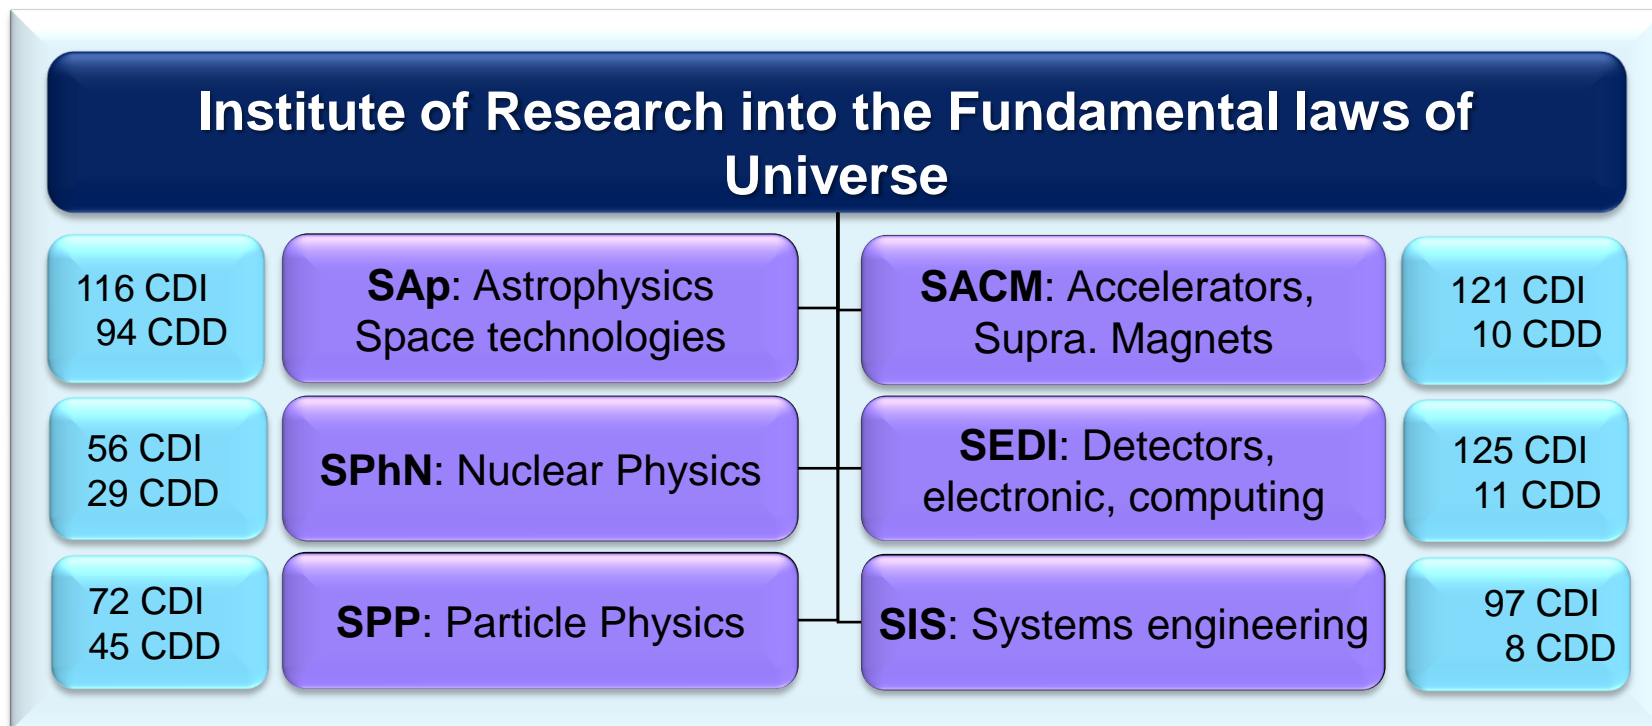 Institute of Research into the Fundamental laws of
Universe
116 CDI
94 CDD
SAp: Astrophysics
Space technologies
SACM: Accelerators,
Supra. Magnets
121 CDI
10 CDD
56 CDI
29 CDD
SPhN: Nuclear Physics
SEDI: Detectors,
electronic, computing
125 CDI
11 CDD
72 CDI
45 CDD
SPP: Particle Physics
SIS: Systems engineering
97 CDI
8 CDD